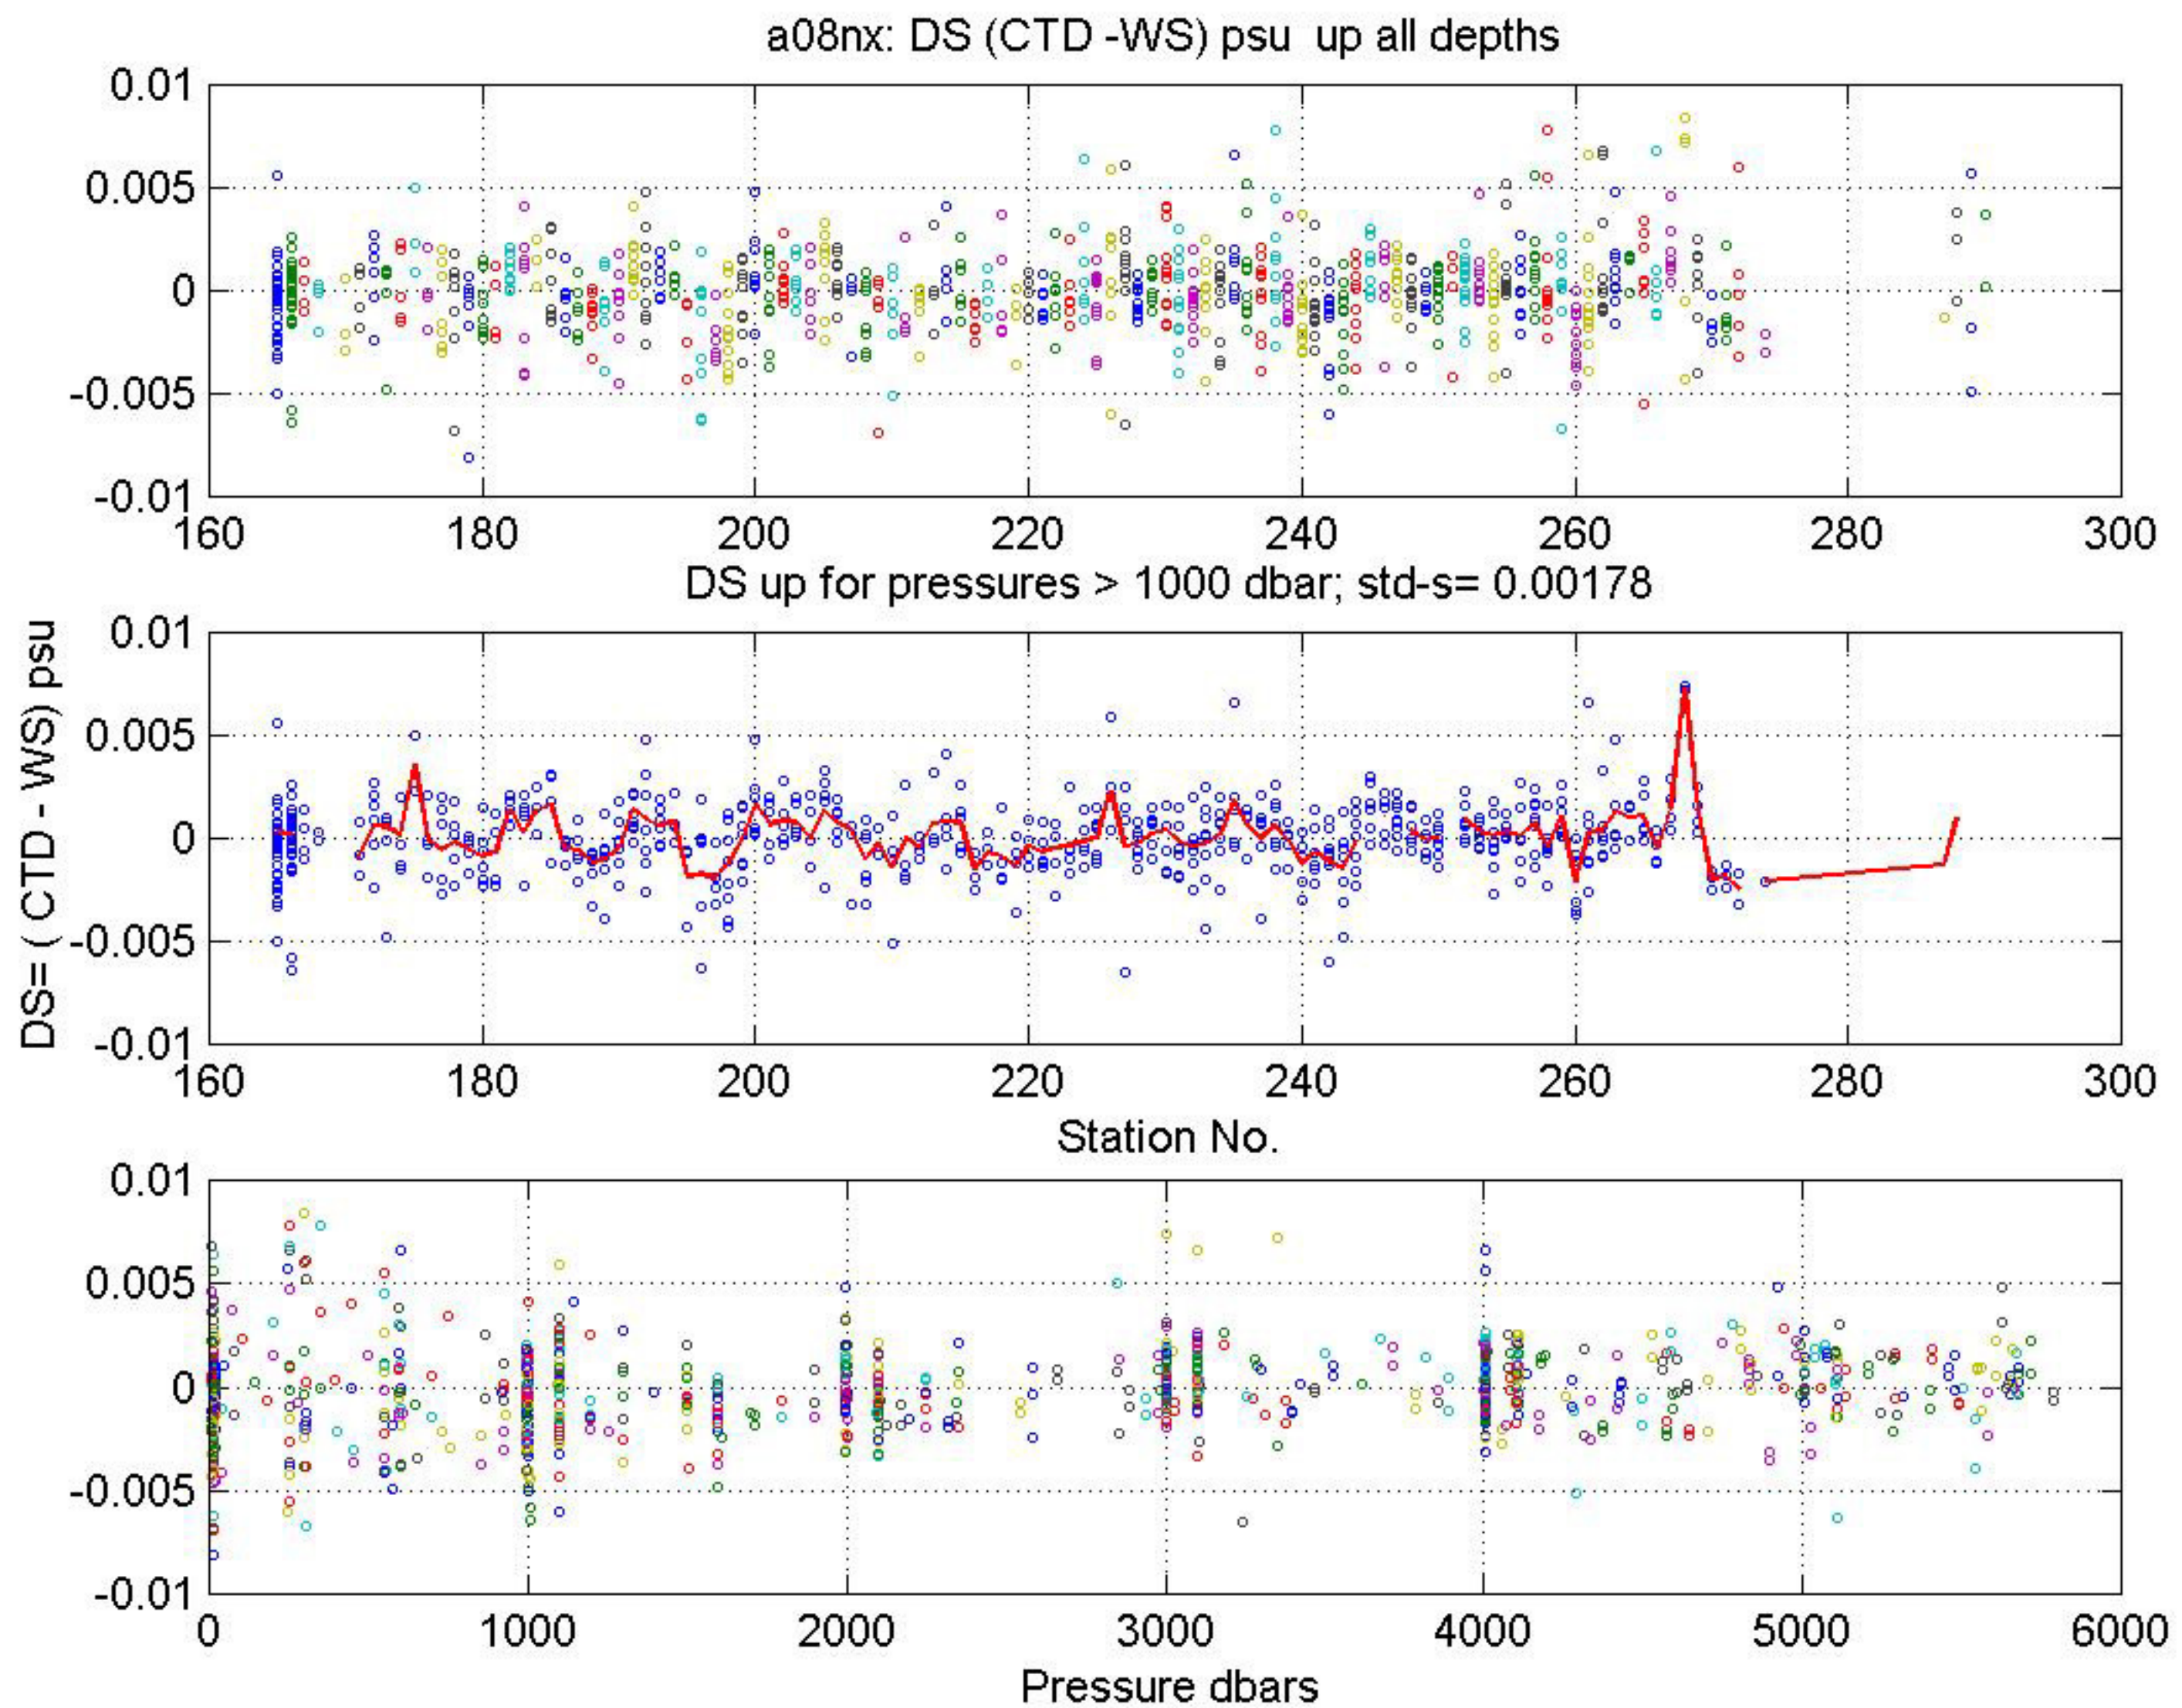 a08nx: DS (CTD -WS) psu up all depths
0.01
0.005
0
-0.005
-0.01
160 180 200 220 240 260 280 300
DS up for pressures > 1000 dbar; std-s= 0.00178
DS= ( CTD - WS) psu
0.01
0.005
0
-0.005
-0.01
160 180 200 220 240 260 280 300
Station No.
0.01
0.005
0
-0.005
-0.01
0 1000 2000 3000 4000 5000 6000
Pressure dbars